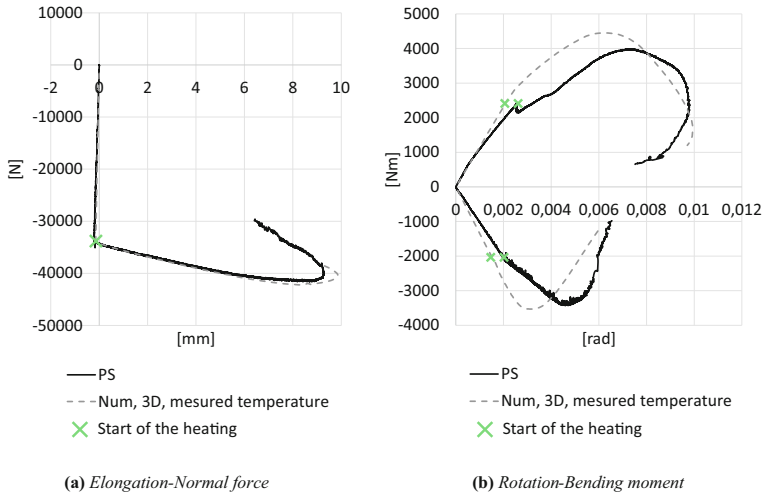 10000
0
-10000
-20000
-30000
-40000
-50000
-2 0 2 4 6 8 10
[N]
[mm]
PS
Num, 3D, mesured temperature
Start of the heating
(a) Elongation-Normal force
5000
4000
3000
2000
1000
0
-1000
-2000
-3000
-4000
0 0,002 0,004 0,006 0,008 0,01 0,012
[Nm]
[rad]
PS
Num, 3D, mesured temperature
Start of the heating
(b) Rotation-Bending moment